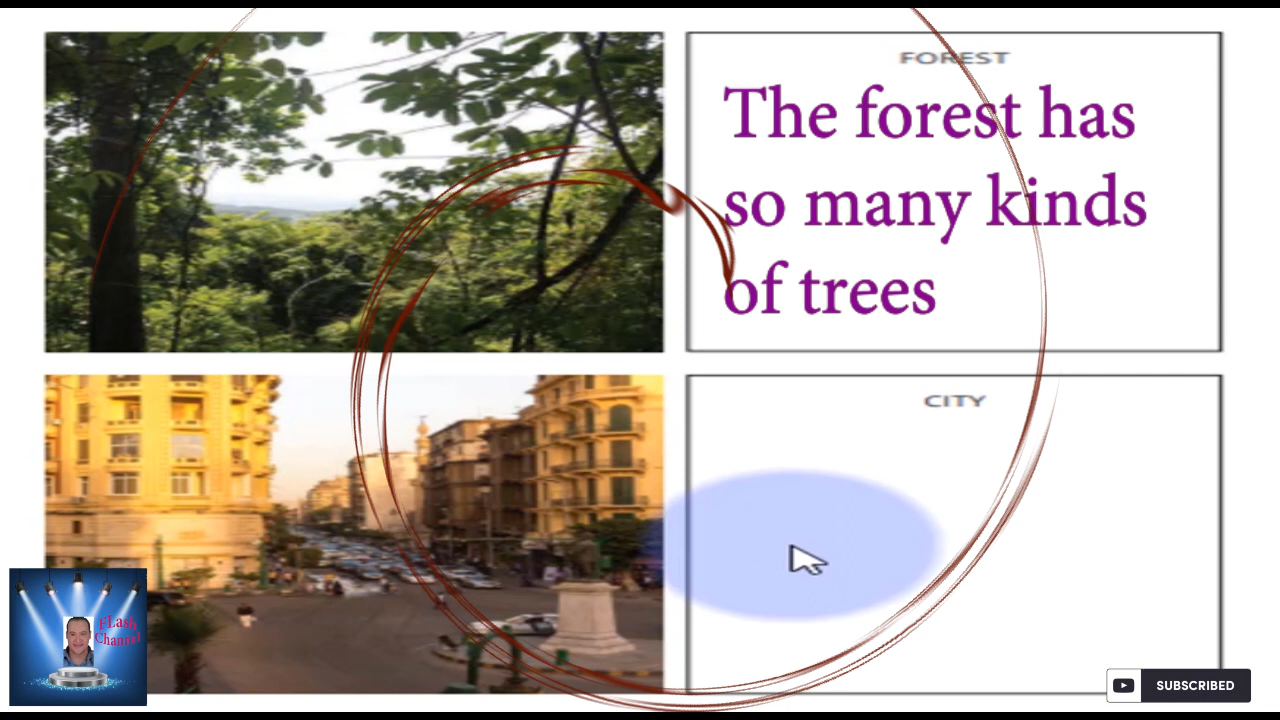 FOREST
The forest has
so many kinds
of trees
CITY
FLash
Channel
SUBSCRIBED